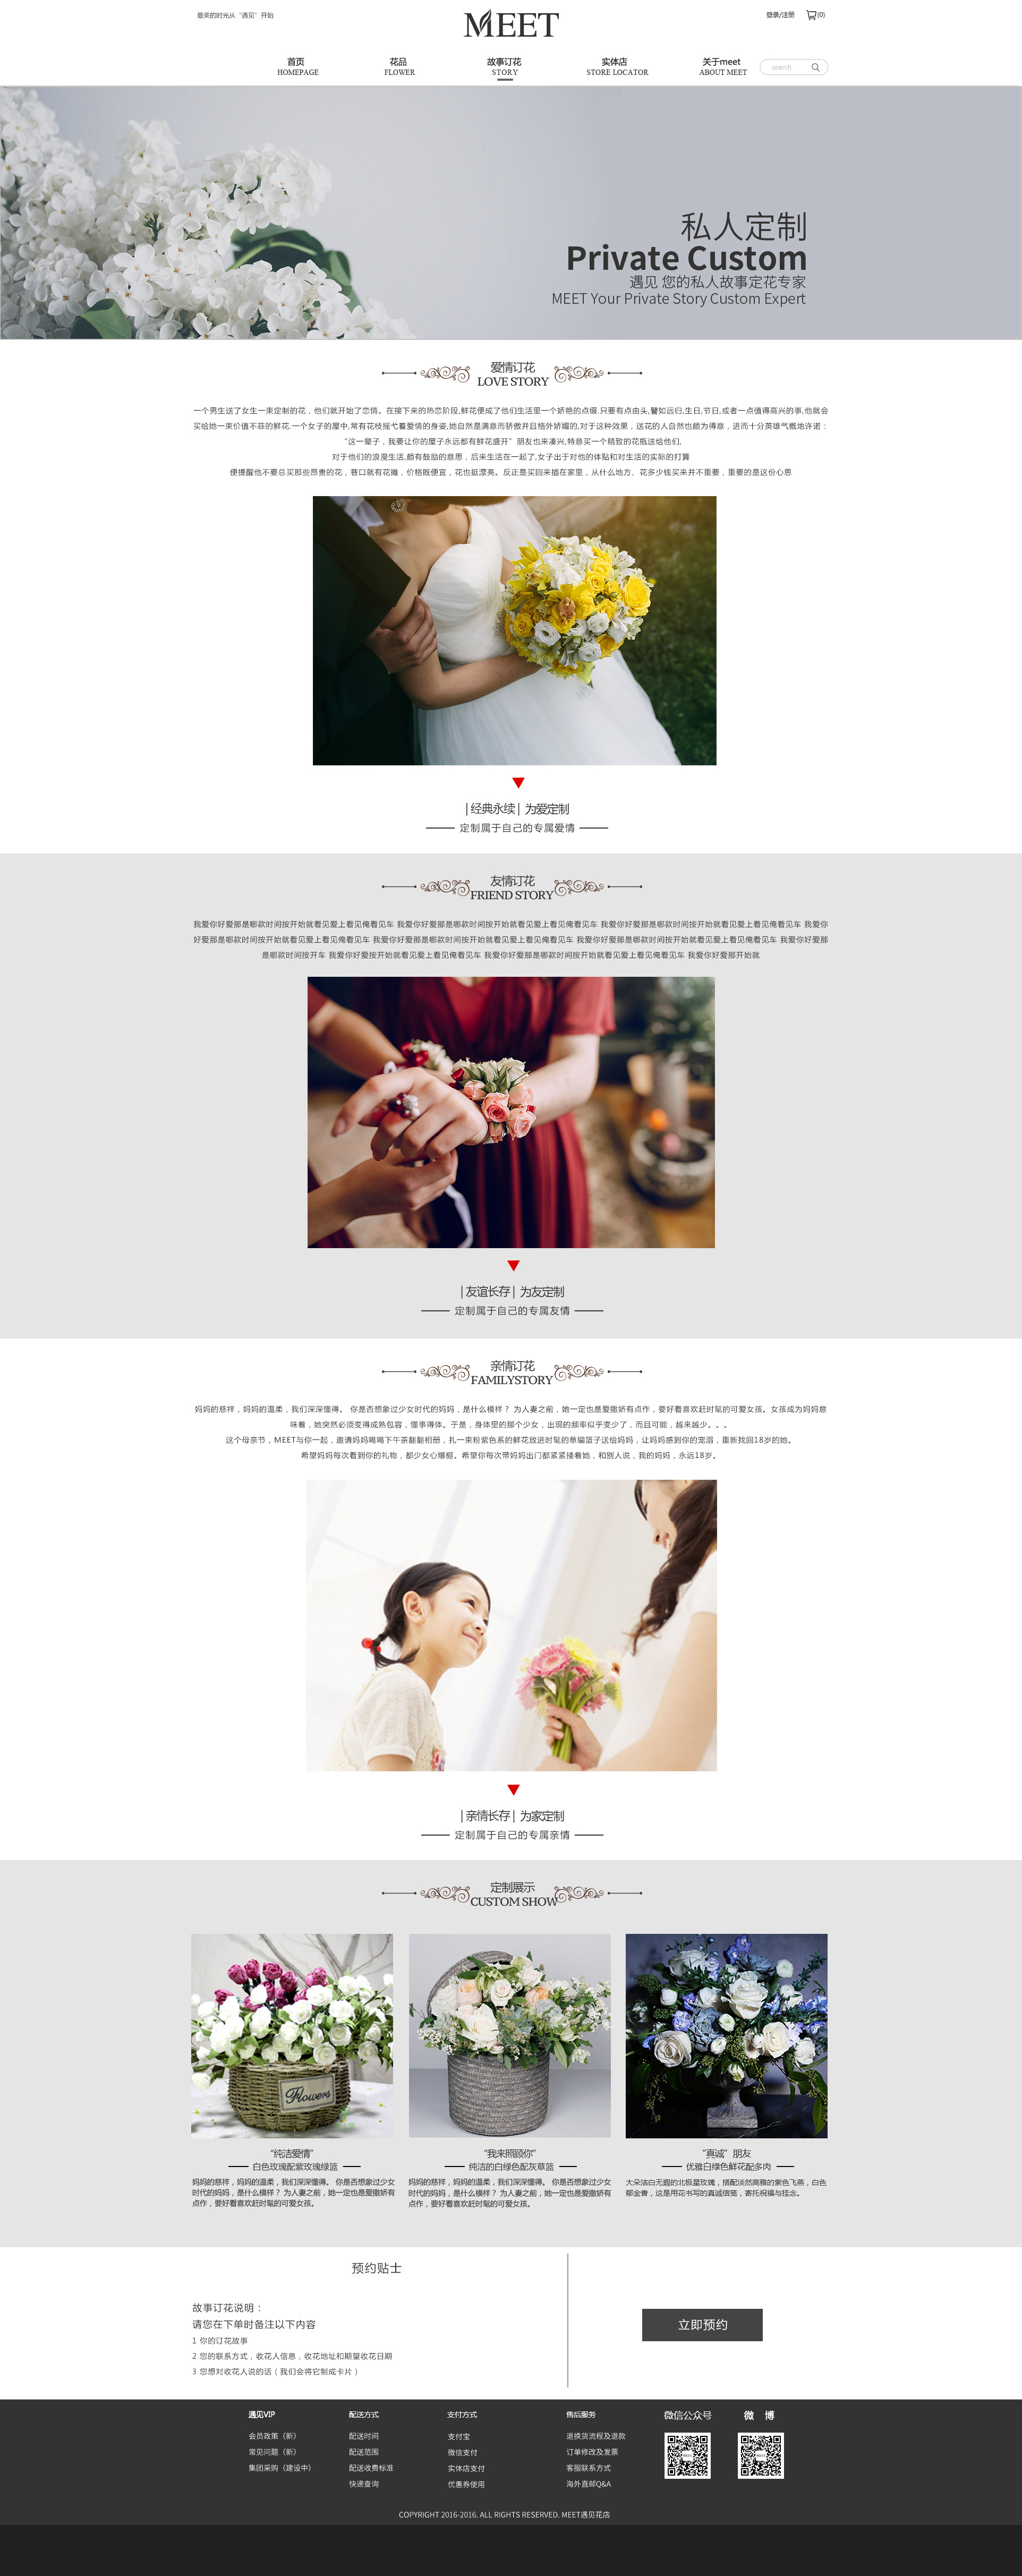 最美的时光从“遇见”开始
MEET
登录/注册
(0)
首页
花品
故事订花
实体店
关于meet
HOMEPAGE
FLOWER
STORY
STORE LOCATOR
ABOUT MEET
search
私人定制
Private Custom
遇见 您的私人故事定花专家
MEET Your Private Story Custom Expert
爱情订花
LOVE STORY
一个男生送了女生一束定制的花，他们就开始了恋情。在接下来的热恋阶段,鲜花便成了他们生活里一个娇艳的点缀.只要有点由头,譬如远归,生日,节日,或者一点值得高兴的事,他就会
买给她一束价值不菲的鲜花.一个女子的屋中,常有花枝摇弋着爱情的身姿,她自然是满意而骄傲并且格外娇媚的,对于这种效果，送花的人自然也颇为得意，进而十分英雄气慨地许诺：
“这一辈子，我要让你的屋子永远都有鲜花盛开”朋友也来凑兴,特意买一个精致的花瓶送给他们,
对于他们的浪漫生活,颇有鼓励的意思，后来生活在一起了,女子出于对他的体贴和对生活的实际的打算
便提醒他不要总买那些昂贵的花，巷口就有花摊，价格既便宜，花也挺漂亮。反正是买回来插在家里，从什么地方、花多少钱买来并不重要，重要的是这份心思
| 经典永续 | 为爱定制
定制属于自己的专属爱情
友情订花
FRIEND STORY
我爱你好爱那是哪款时间按开始就看见爱上看见俺看见车 我爱你好爱那是哪款时间按开始就看见爱上看见俺看见车 我爱你好爱那是哪款时间按开始就看见爱上看见俺看见车 我爱你
好爱那是哪款时间按开始就看见爱上看见俺看见车 我爱你好爱那是哪款时间按开始就看见爱上看见俺看见车 我爱你好爱那是哪款时间按开始就看见爱上看见俺看见车 我爱你好爱那
是哪款时间按开车 我爱你好爱按开始就看见爱上看见俺看见车 我爱你好爱那是哪款时间按开始就看见爱上看见俺看见车 我爱你好爱那开始就
| 友谊长存 | 为友定制
定制属于自己的专属友情
亲情订花
FAMILYSTORY
妈妈的慈祥，妈妈的温柔，我们深深懂得。 你是否想象过少女时代的妈妈，是什么模样？ 为人妻之前，她一定也是爱撒娇有点作，要好看喜欢赶时髦的可爱女孩。女孩成为妈妈意
味着，她突然必须变得成熟包容，懂事得体。于是，身体里的那个少女，出现的频率似乎变少了，而且可能，越来越少。。。
这个母亲节，MEET与你一起，邀请妈妈喝喝下午茶翻翻相册，扎一束粉紫色系的鲜花放进时髦的草编篮子送给妈妈，让妈妈感到你的宠溺，重新找回18岁的她。
希望妈妈每次看到你的礼物，都少女心爆棚。希望你每次带妈妈出门都紧紧搂着她，和别人说，我的妈妈，永远18岁。
| 亲情长存 | 为家定制
定制属于自己的专属亲情
定制展示
CUSTOM SHOW
Flowers
“纯洁爱情”
白色玫瑰配紫玫瑰绿篮
妈妈的慈祥，妈妈的温柔，我们深深懂得。 你是否想象过少女
时代的妈妈，是什么模样？ 为人妻之前，她一定也是爱撒娇有
点作，要好看喜欢赶时髦的可爱女孩。
“我来照顾你”
纯洁的白绿色配灰草篮
妈妈的慈祥，妈妈的温柔，我们深深懂得。 你是否想象过少女
时代的妈妈，是什么模样？ 为人妻之前，她一定也是爱撒娇有
点作，要好看喜欢赶时髦的可爱女孩。
“真诚”朋友
优雅白绿色鲜花配多肉
大朵洁白无瑕的北极星玫瑰，搭配淡然高雅的紫色飞燕，白色
郁金香，这是用花书写的真诚信笺，寄托祝福与挂念。
预约贴士
故事订花说明：
请您在下单时备注以下内容
1 你的订花故事
2 您的联系方式，收花人信息，收花地址和期望收花日期
3 您想对收花人说的话（我们会将它制成卡片）
立即预约
遇见VIP
会员政策（新）
常见问题（新）
集团采购（建设中）
配送方式
配送时间
配送范围
配送收费标准
快递查询
支付方式
支付宝
微信支付
实体店支付
优惠券使用
售后服务
退换货流程及退款
订单修改及发票
客服联系方式
海外直邮Q&A
微信公众号
微 博
COPYRIGHT 2016-2016. ALL RIGHTS RESERVED. MEET遇见花店